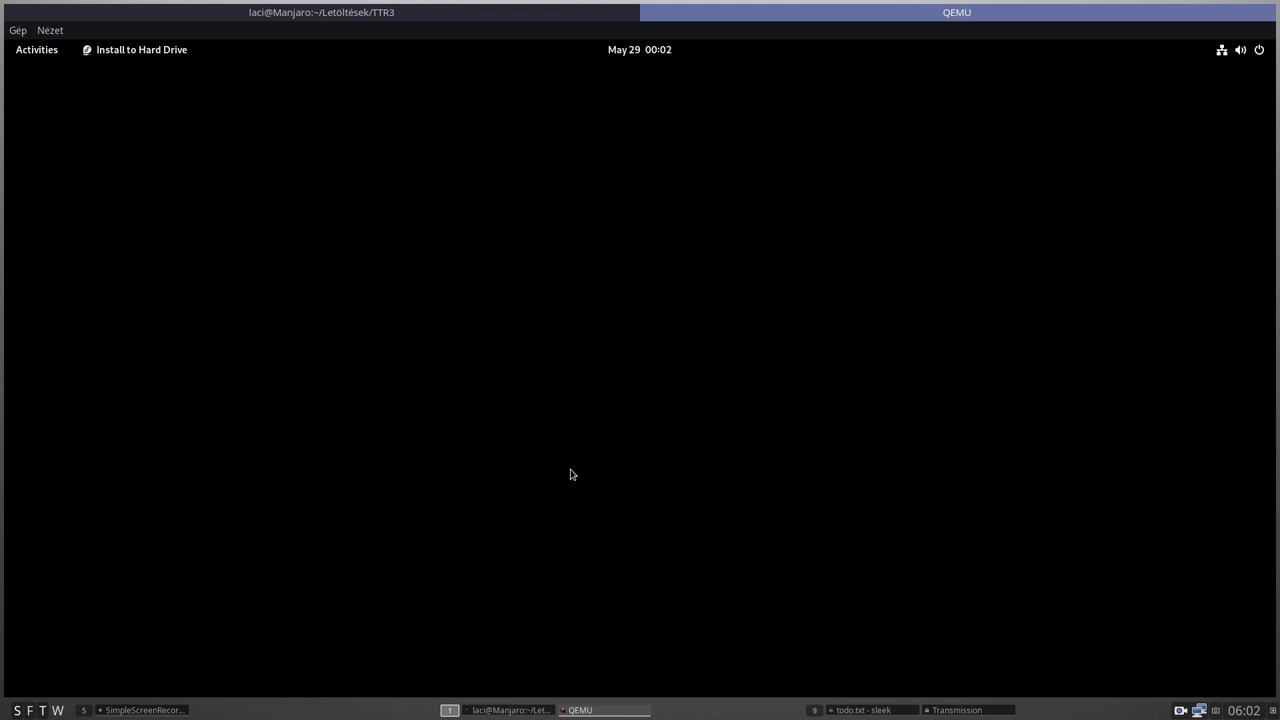 laci@Manjaro:~/Letöltések/TTR3 QEMU
Gép Nézet
Activities Install to Hard Drive May 29 00:02
S F T W 5 SimpleScreenRecor... 1 laci@Manjaro:~/Let... QEMU 9 todo.txt - sleek Transmission 06:02